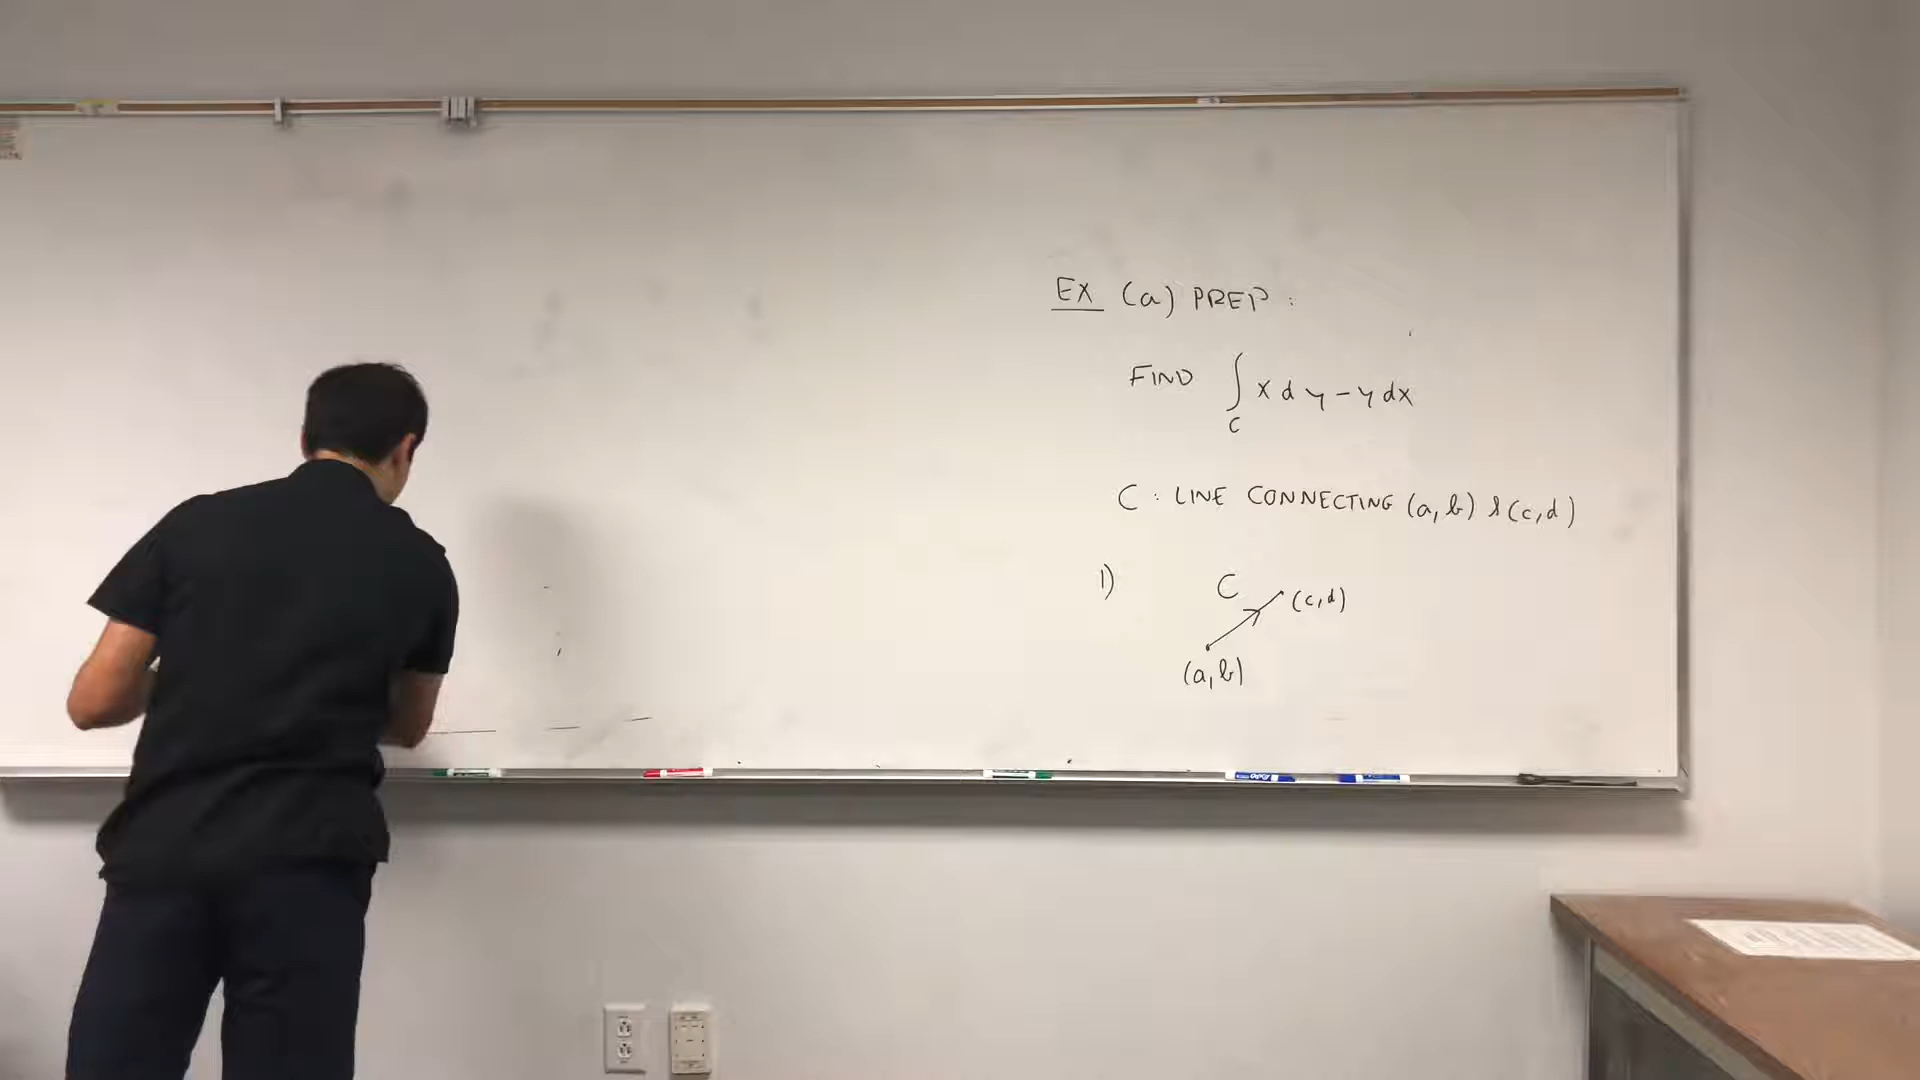 EX (a) PREP:
FIND ∫_C x dy - y dx
C: LINE CONNECTING (a,b) & (c,d)
1)
C
(c,d)
(a,b)